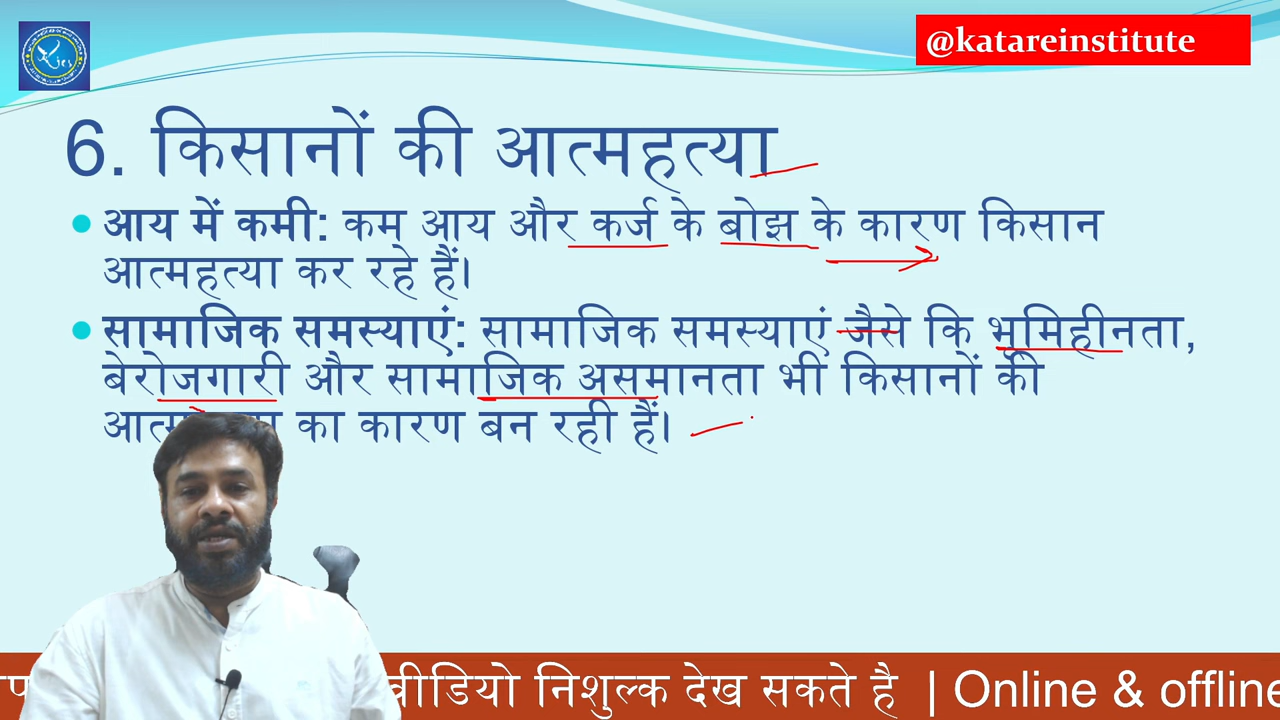 @katareinstitute
6. किसानों की आत्महत्या
• आय में कमी: कम आय और कर्ज के बोझ के कारण किसान
आत्महत्या कर रहे हैं।
• सामाजिक समस्याएं: सामाजिक समस्याएं जैसे कि भूमिहीनता,
बेरोजगारी और सामाजिक असमानता भी किसानों की
का कारण बन रही हैं।
वीडियो निशुल्क देख सकते है | Online & offline